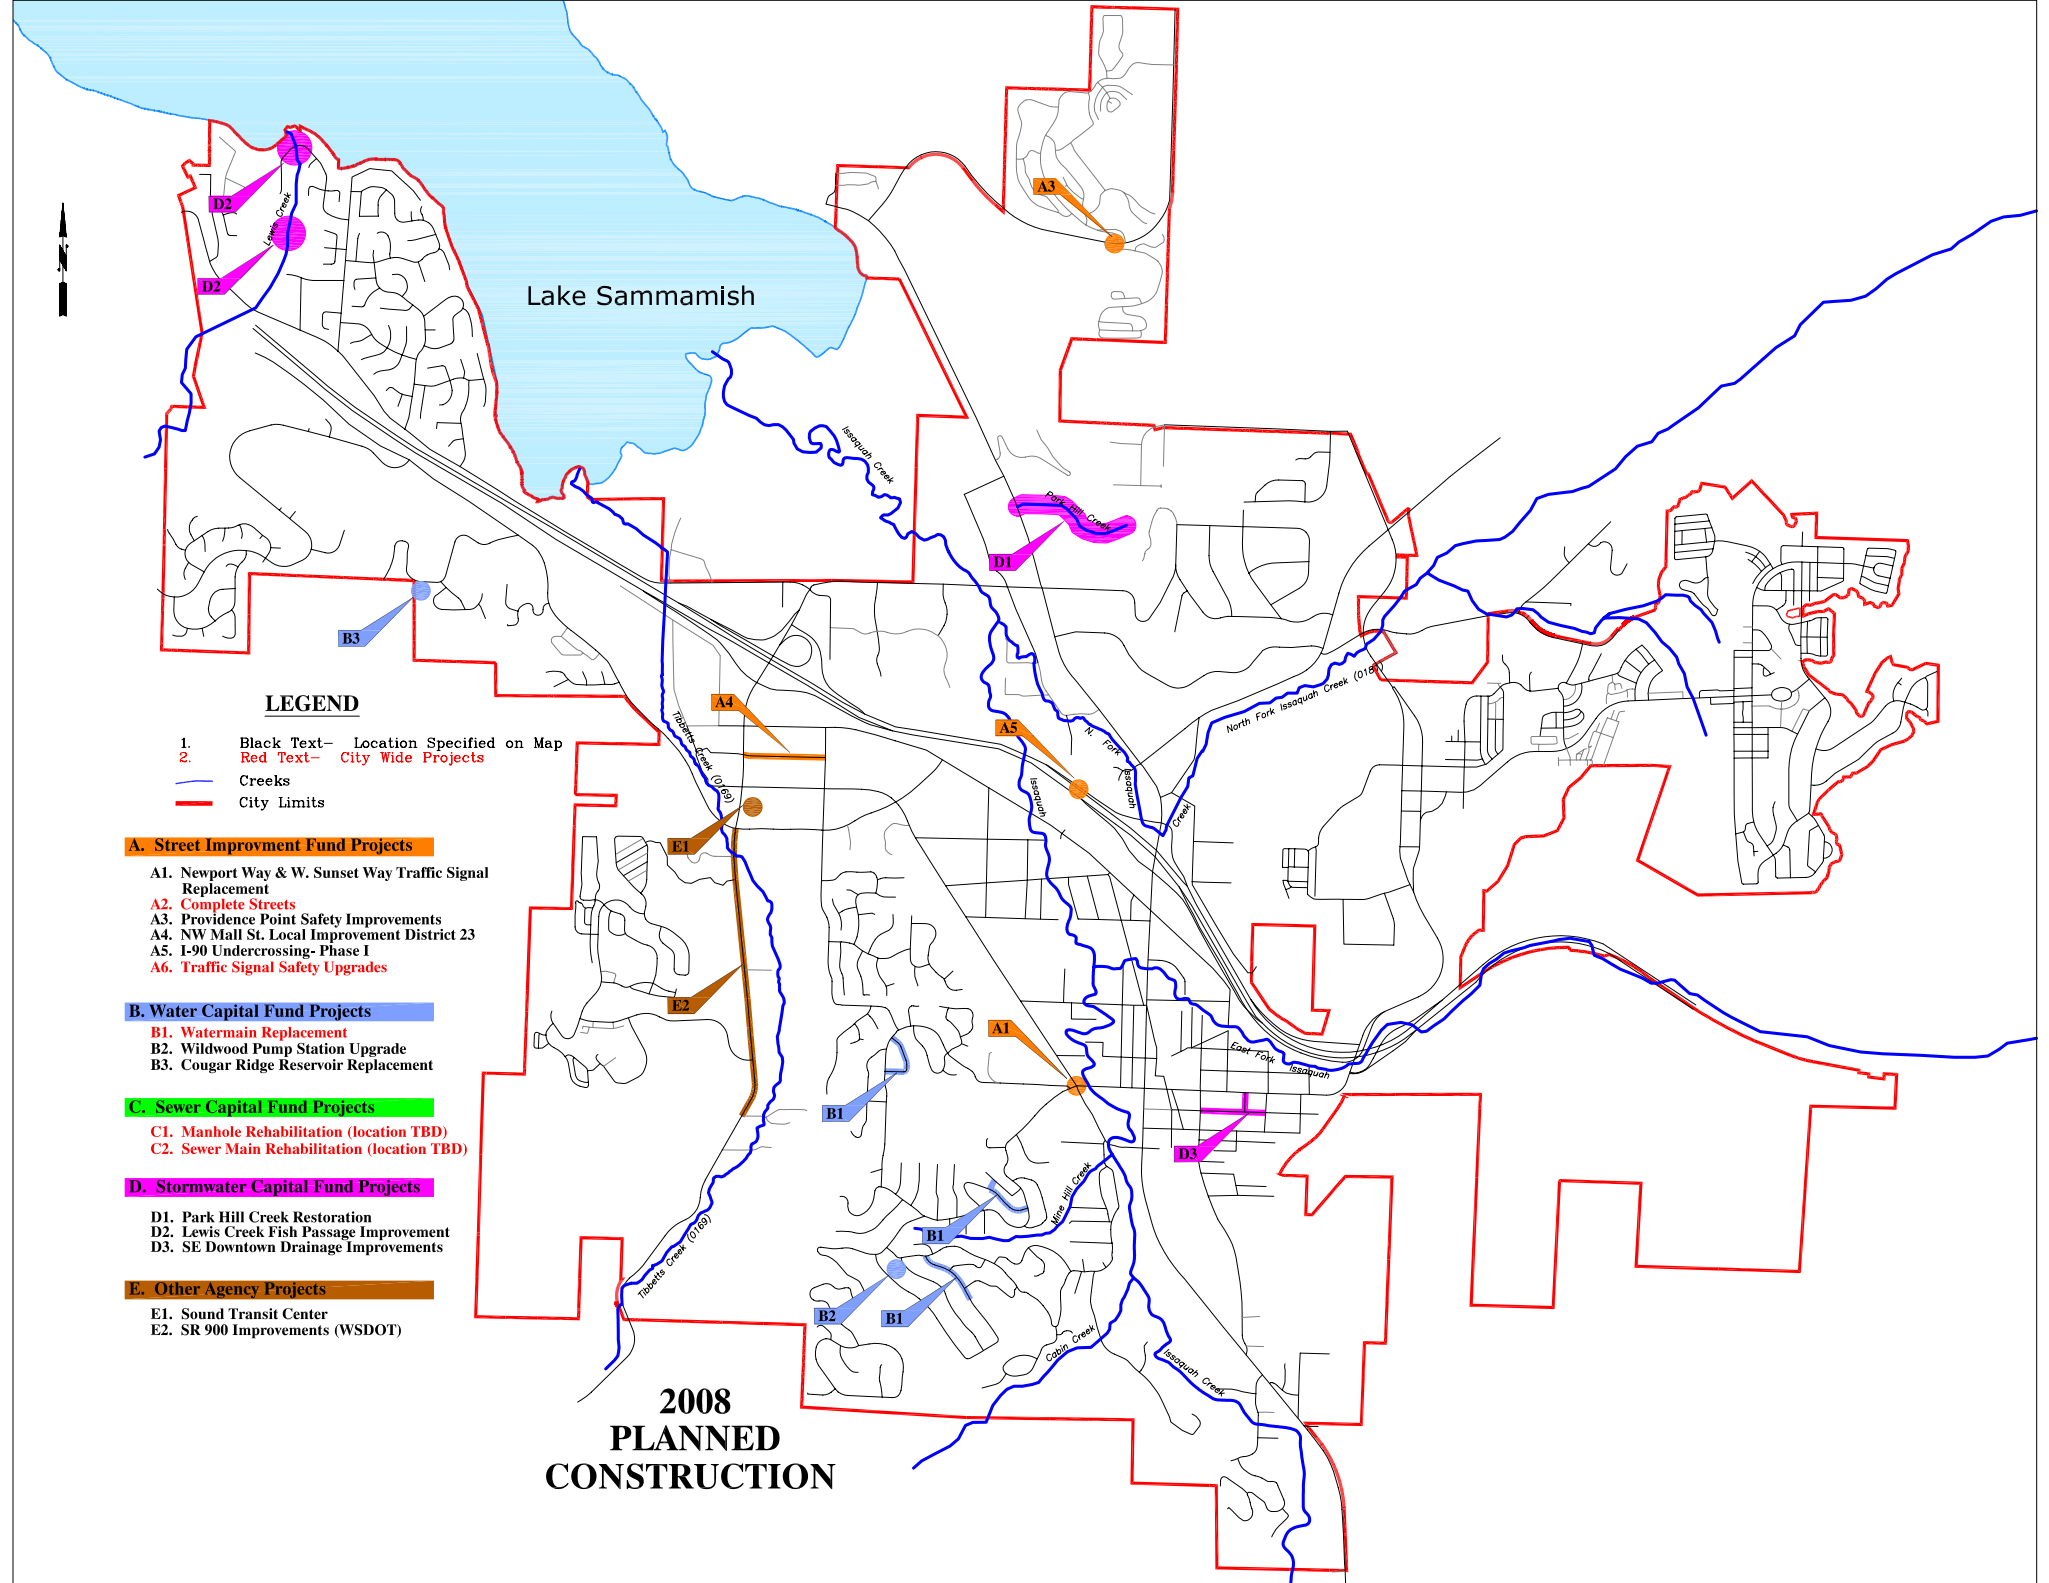 A3
D2
Lewis Creek
D2
N
Lake Sammamish
Issaquah Creek
Park Hill Creek
D1
B3
North Fork Issaquah Creek (018
A4
A5
Tibbetts Creek (0169)
N. Fork
Issaquah
Creek
Issaquah
E1
E2
A1
East Fork
Issaquah
B1
D3
Mine Hill Creek
B1
Tibbetts Creek (0169)
B2
B1
Cabin Creek
Issaquah Creek
LEGEND
1. Black Text– Location Specified on Map
2. Red Text– City Wide Projects
Creeks
City Limits
A. Street Improvment Fund Projects
A1. Newport Way & W. Sunset Way Traffic Signal
Replacement
A2. Complete Streets
A3. Providence Point Safety Improvements
A4. NW Mall St. Local Improvement District 23
A5. I-90 Undercrossing- Phase I
A6. Traffic Signal Safety Upgrades
B. Water Capital Fund Projects
B1. Watermain Replacement
B2. Wildwood Pump Station Upgrade
B3. Cougar Ridge Reservoir Replacement
C. Sewer Capital Fund Projects
C1. Manhole Rehabilitation (location TBD)
C2. Sewer Main Rehabilitation (location TBD)
D. Stormwater Capital Fund Projects
D1. Park Hill Creek Restoration
D2. Lewis Creek Fish Passage Improvement
D3. SE Downtown Drainage Improvements
E. Other Agency Projects
E1. Sound Transit Center
E2. SR 900 Improvements (WSDOT)
2008
PLANNED
CONSTRUCTION